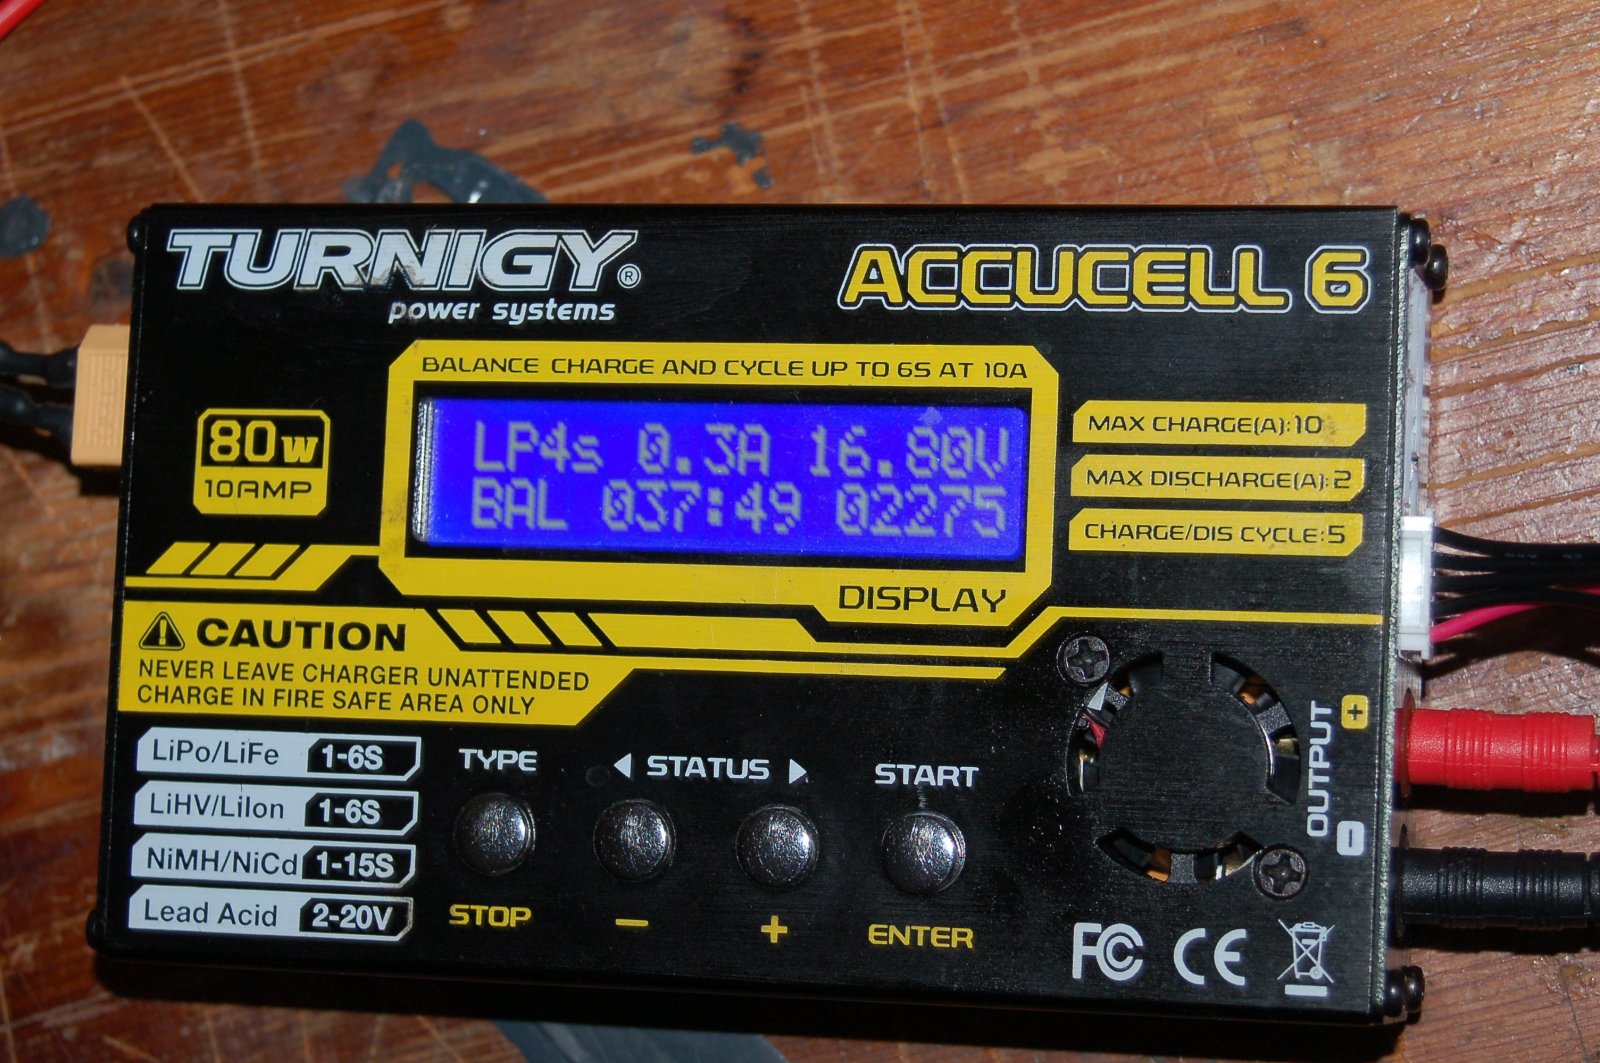 TURNIGY®
power systems
ACCUCELL 6
BALANCE CHARGE AND CYCLE UP TO 6S AT 10A
80W
10AMP
LP4s 0.3A 16.80V
BAL 037:49 02275
DISPLAY
MAX CHARGE(A):10
MAX DISCHARGE(A):2
CHARGE/DIS CYCLE:5
CAUTION
NEVER LEAVE CHARGER UNATTENDED
CHARGE IN FIRE SAFE AREA ONLY
LiPo/LiFe 1-6S
LiHV/LiIon 1-6S
NiMH/NiCd 1-15S
Lead Acid 2-20V
TYPE
◀ STATUS ▶
START
STOP
−
+
ENTER
OUTPUT
+
−
FC
CE